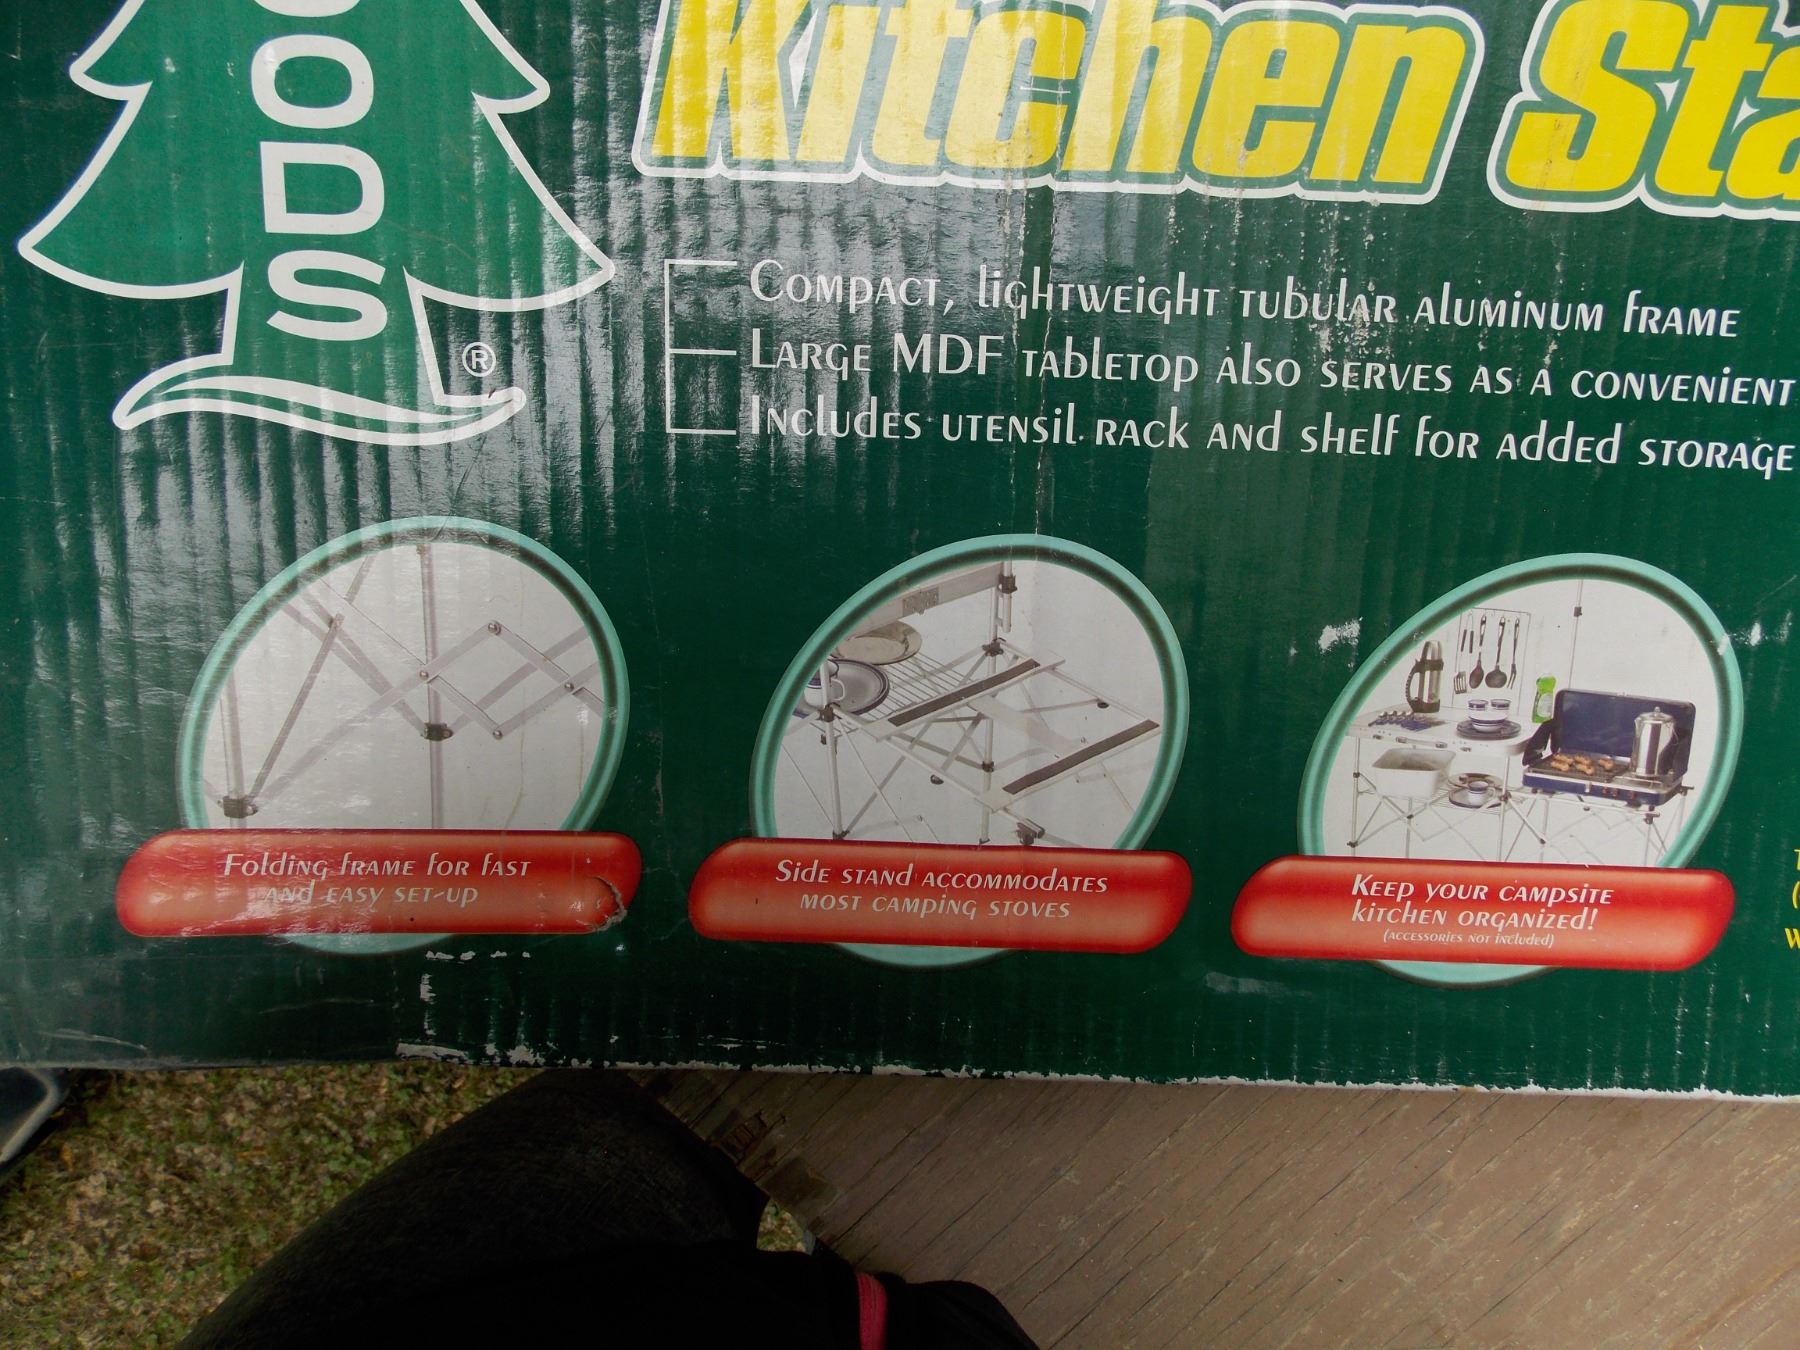 ODS
®
Kitchen Sta
Compact, lightweight tubular aluminum frame
Large MDF tabletop also serves as a convenient
Includes utensil rack and shelf for added storage
Folding frame for fast
and easy set-up
Side stand accommodates
most camping stoves
Keep your campsite
kitchen organized!
(accessories not included)